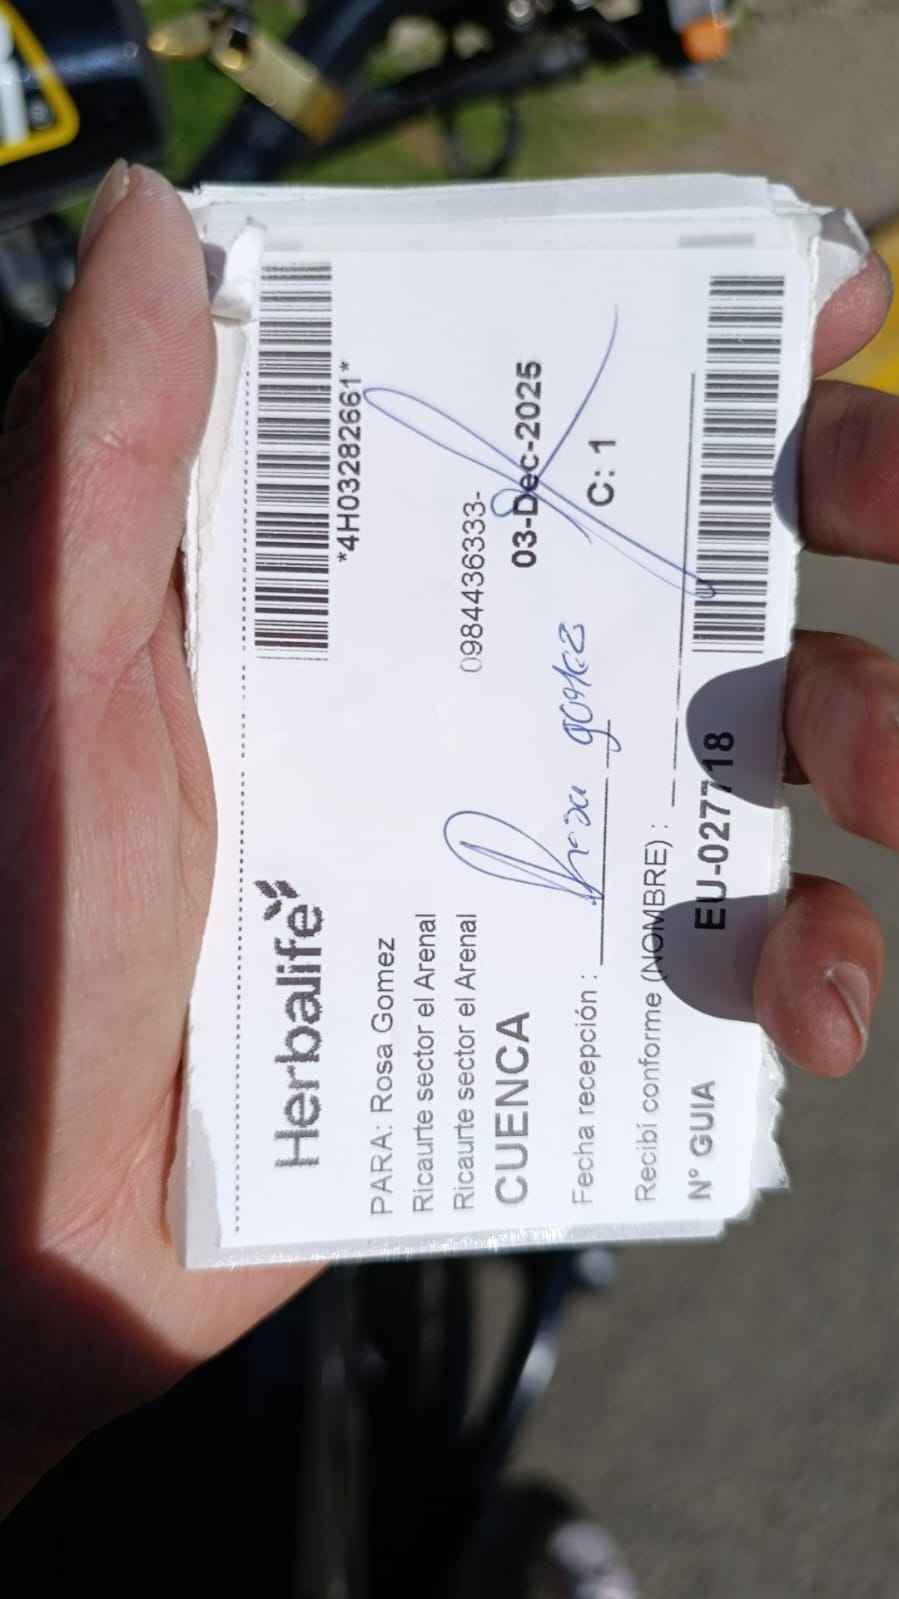 *4H03282661*
Herbalife
PARA: Rosa Gomez
Ricaurte sector el Arenal
0984436333-
Ricaurte sector el Arenal
CUENCA
03-Dec-2025
Rosa gomez
Fecha recepción :
C: 1
Recibí conforme (NOMBRE) :
N° GUIA
EU-027718